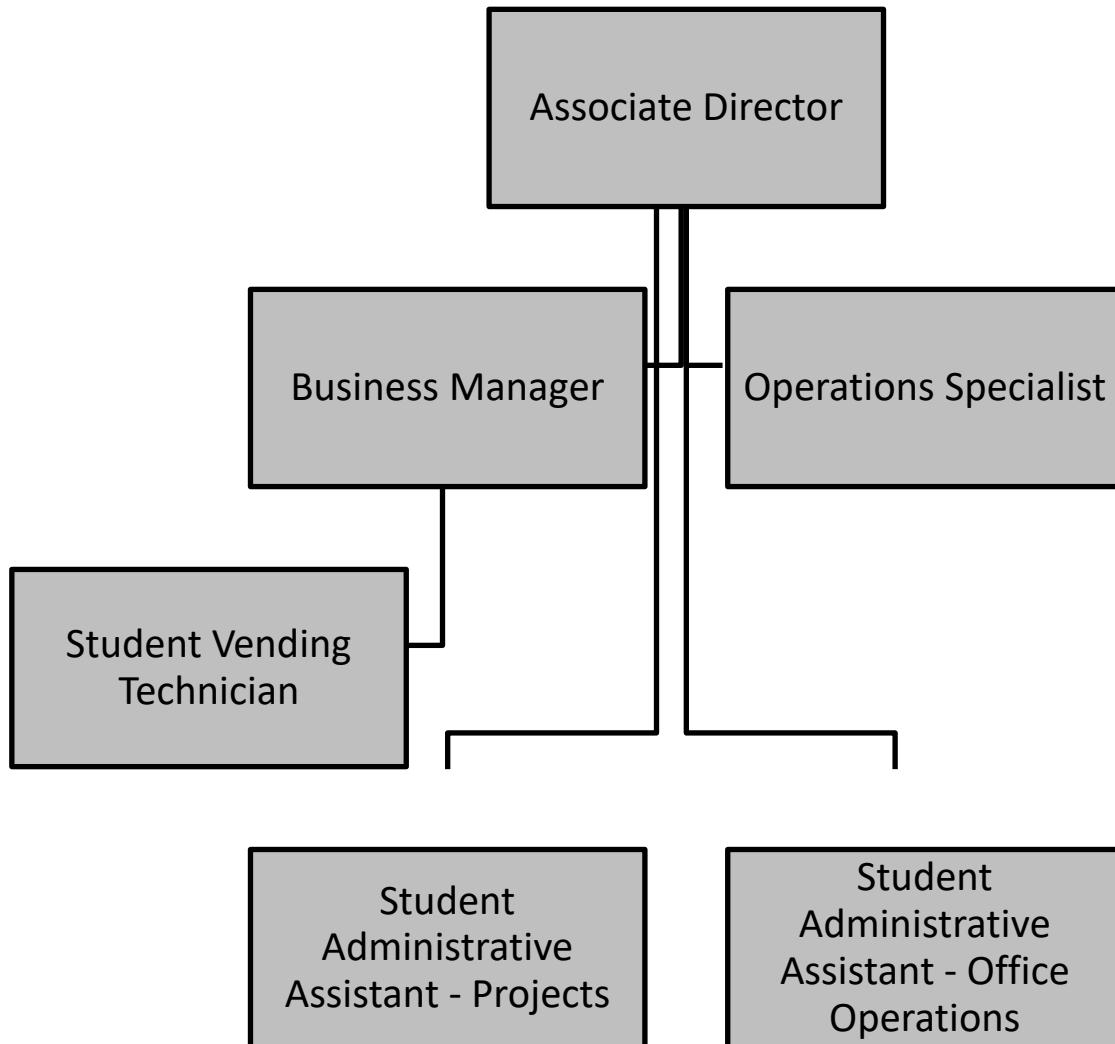 Associate Director
Business Manager
Operations Specialist
Student Vending
Technician
Student
Administrative
Assistant - Projects
Student
Administrative
Assistant - Office
Operations